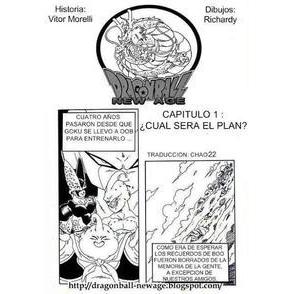 Historia:
Vitor Morelli
Dibujos:
Richardy
DRAGONBALL
NEW AGE
CAPITULO 1 :
¿CUAL SERA EL PLAN?
TRADUCCION: CHAO22
CUATRO AÑOS
PASARON DESDE QUE
GOKU SE LLEVO A OOB
PARA ENTRENARLO ...
COMO ERA DE ESPERAR
LOS RECUERDOS DE BOO
FUERON BORRADOS DE LA
MEMORIA DE LA GENTE,
A EXCEPCION DE
NUESTROS AMIGOS
http://dragonball-newage.blogspot.com/